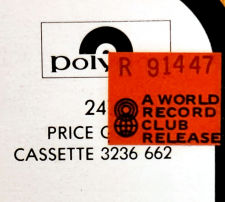 poly
R 91447
24
A WORLD
RECORD
CLUB
RELEASE
PRICE
CASSETTE 3236 662